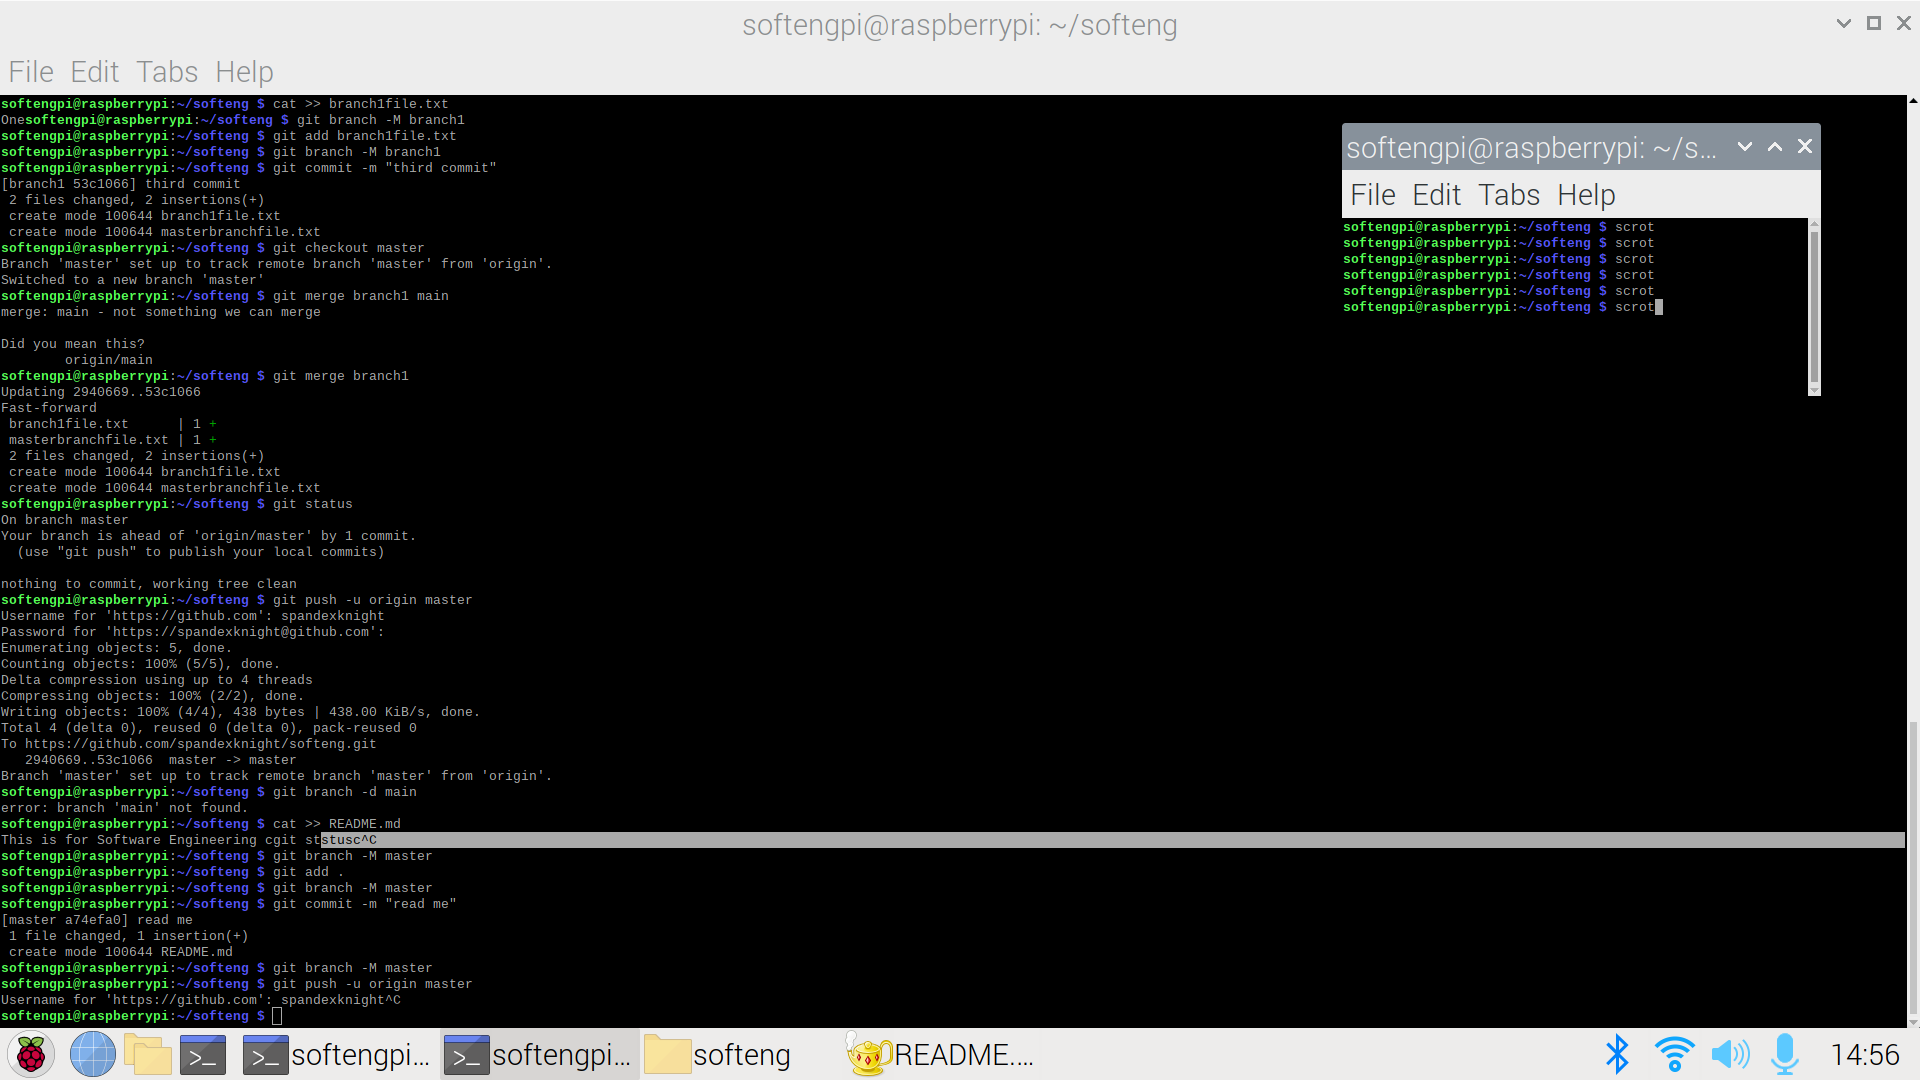 softengpi@raspberrypi: ~/softeng
File Edit Tabs Help
softengpi@raspberrypi:~/softeng $ cat >> branch1file.txt
Onesoftengpi@raspberrypi:~/softeng $ git branch -M branch1
softengpi@raspberrypi:~/softeng $ git add branch1file.txt
softengpi@raspberrypi:~/softeng $ git branch -M branch1
softengpi@raspberrypi:~/softeng $ git commit -m "third commit"
[branch1 53c1066] third commit
 2 files changed, 2 insertions(+)
 create mode 100644 branch1file.txt
 create mode 100644 masterbranchfile.txt
softengpi@raspberrypi:~/softeng $ git checkout master
Branch 'master' set up to track remote branch 'master' from 'origin'.
Switched to a new branch 'master'
softengpi@raspberrypi:~/softeng $ git merge branch1 main
merge: main - not something we can merge

Did you mean this?
        origin/main
softengpi@raspberrypi:~/softeng $ git merge branch1
Updating 2940669..53c1066
Fast-forward
 branch1file.txt      | 1 +
 masterbranchfile.txt | 1 +
 2 files changed, 2 insertions(+)
 create mode 100644 branch1file.txt
 create mode 100644 masterbranchfile.txt
softengpi@raspberrypi:~/softeng $ git status
On branch master
Your branch is ahead of 'origin/master' by 1 commit.
  (use "git push" to publish your local commits)

nothing to commit, working tree clean
softengpi@raspberrypi:~/softeng $ git push -u origin master
Username for 'https://github.com': spandexknight
Password for 'https://spandexknight@github.com':
Enumerating objects: 5, done.
Counting objects: 100% (5/5), done.
Delta compression using up to 4 threads
Compressing objects: 100% (2/2), done.
Writing objects: 100% (4/4), 438 bytes | 438.00 KiB/s, done.
Total 4 (delta 0), reused 0 (delta 0), pack-reused 0
To https://github.com/spandexknight/softeng.git
   2940669..53c1066  master -> master
Branch 'master' set up to track remote branch 'master' from 'origin'.
softengpi@raspberrypi:~/softeng $ git branch -d main
error: branch 'main' not found.
softengpi@raspberrypi:~/softeng $ cat >> README.md
This is for Software Engineering cgit ststusc^C
softengpi@raspberrypi:~/softeng $ git branch -M master
softengpi@raspberrypi:~/softeng $ git add .
softengpi@raspberrypi:~/softeng $ git branch -M master
softengpi@raspberrypi:~/softeng $ git commit -m "read me"
[master a74efa0] read me
 1 file changed, 1 insertion(+)
 create mode 100644 README.md
softengpi@raspberrypi:~/softeng $ git branch -M master
softengpi@raspberrypi:~/softeng $ git push -u origin master
Username for 'https://github.com': spandexknight^C
softengpi@raspberrypi:~/softeng $
softengpi@raspberrypi: ~/s...
File Edit Tabs Help
softengpi@raspberrypi:~/softeng $ scrot
softengpi@raspberrypi:~/softeng $ scrot
softengpi@raspberrypi:~/softeng $ scrot
softengpi@raspberrypi:~/softeng $ scrot
softengpi@raspberrypi:~/softeng $ scrot
softengpi@raspberrypi:~/softeng $ scrot
softengpi... softengpi... softeng README.... 14:56